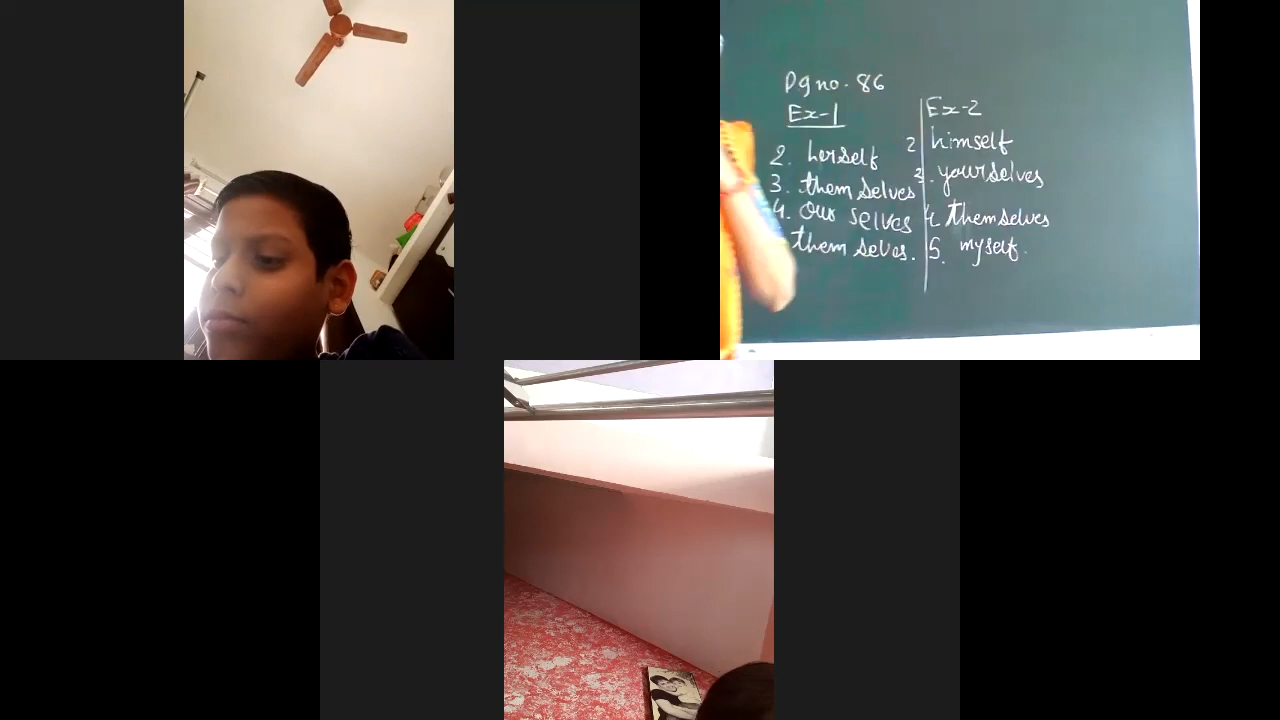 Pg no. 86
Ex-1
2. herself
3. them selves
4. our selves
them selves.
Ex-2
2 himself
3. yourselves
4 themselves
5. myself.